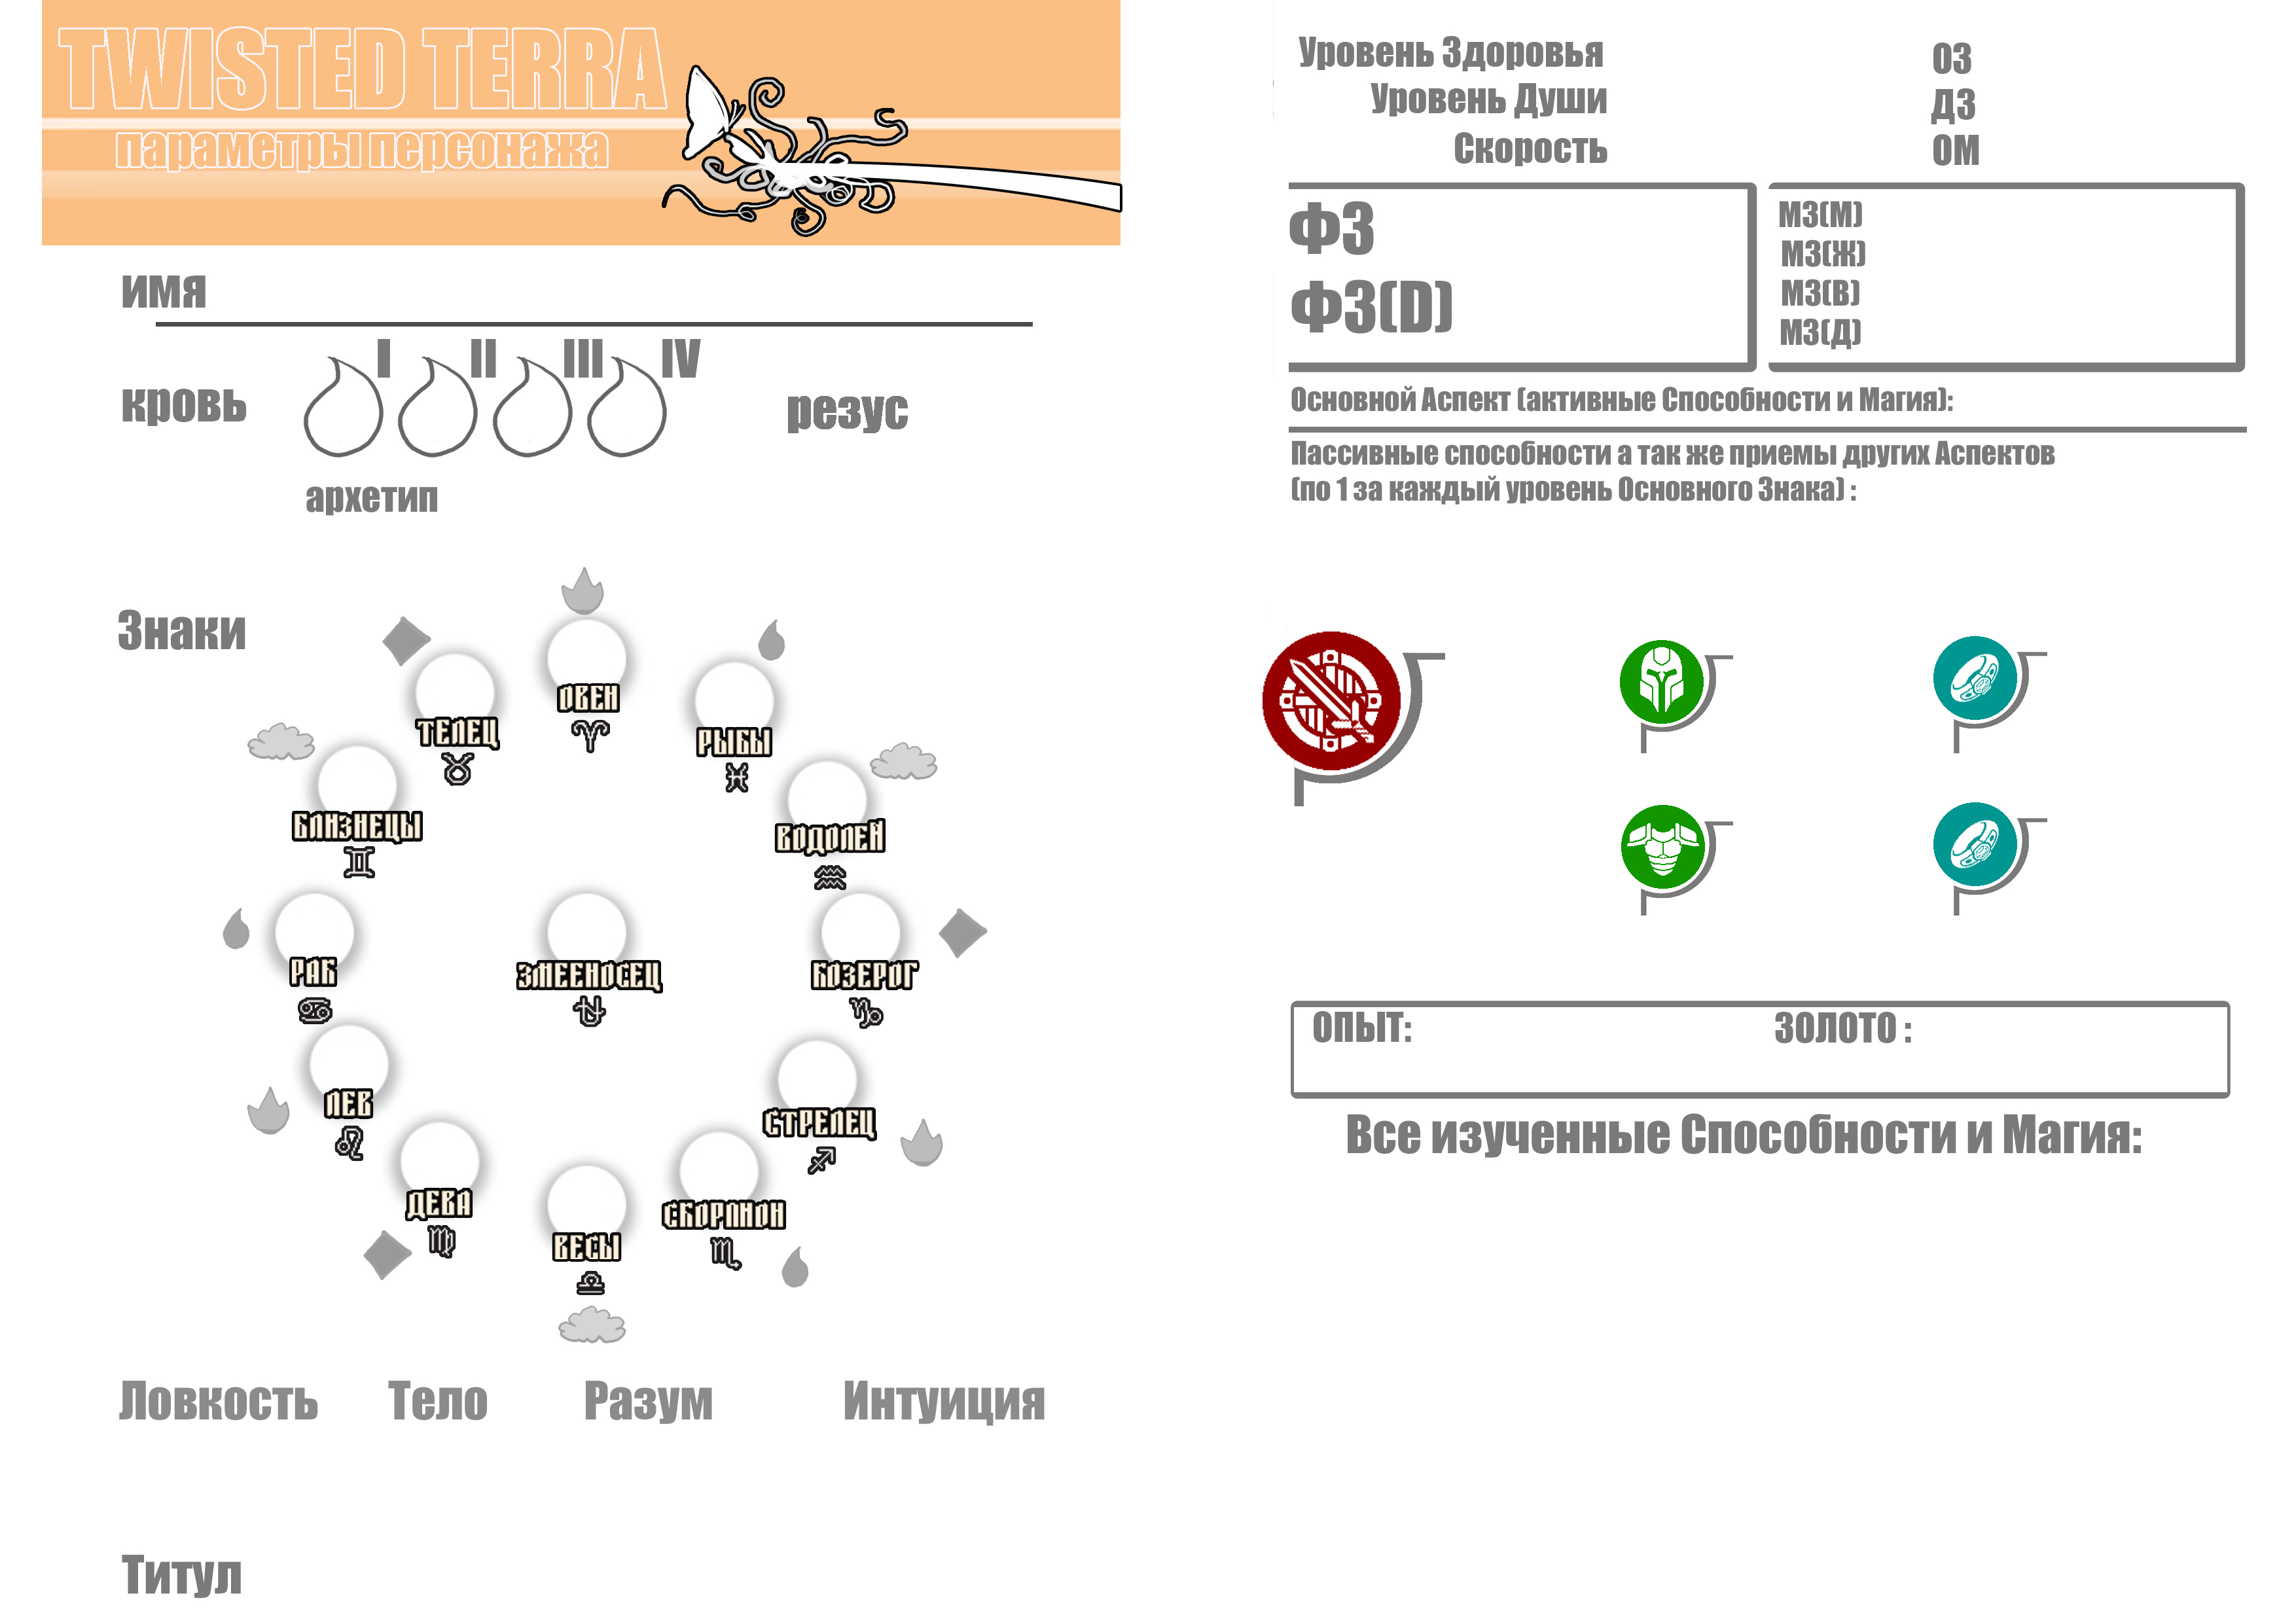 TWISTED TERRA
параметры персонажа
имя
кровь
I
II
III
IV
резус
архетип
Знаки
ОВЕН
ТЕЛЕЦ
РЫБЫ
БЛИЗНЕЦЫ
ВОДОЛЕЙ
РАК
ЗМЕЕНОСЕЦ
КОЗЕРОГ
ЛЕВ
СТРЕЛЕЦ
ДЕВА
СКОРПИОН
ВЕСЫ
Ловкость Тело Разум Интуиция
Титул
Уровень Здоровья
Уровень Души
Скорость
ОЗ
ДЗ
ОМ
ФЗ
ФЗ(D)
МЗ(М)
МЗ(Ж)
МЗ(В)
МЗ(Д)
Основной Аспект (активные Способности и Магия):
Пассивные способности а так же приемы других Аспектов
(по 1 за каждый уровень Основного Знака) :
ОПЫТ: ЗОЛОТО :
Все изученные Способности и Магия: